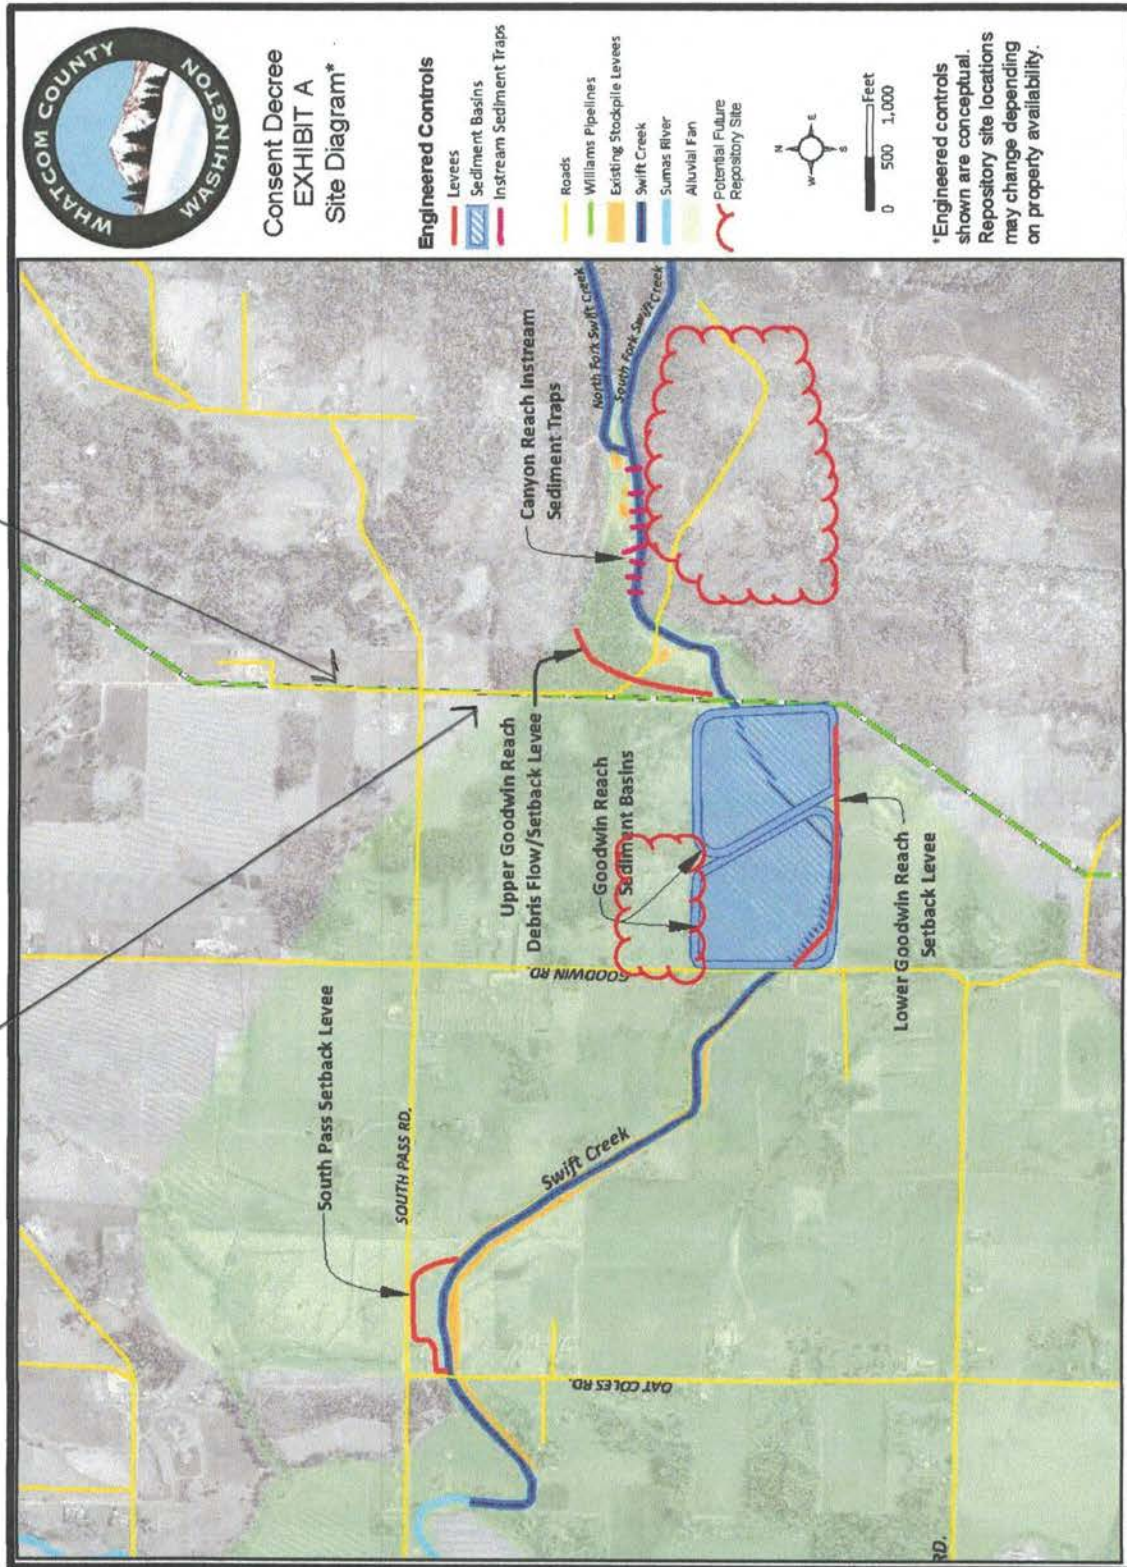 WHATCOM COUNTY
WASHINGTON
Consent Decree
EXHIBIT A
Site Diagram*
Engineered Controls
Levees
Sediment Basins
Instream Sediment Traps
Roads
Williams Pipelines
Existing Stockpile Levees
Swift Creek
Sumas River
Alluvial Fan
Potential Future
Repository Site
N
W
E
S
0 500 1,000
Feet
*Engineered controls
shown are conceptual.
Repository site locations
may change depending
on property availability.
North Fork Swift Creek
South Fork Swift Creek
Canyon Reach Instream
Sediment Traps
Upper Goodwin Reach
Debris Flow/Setback Levee
Goodwin Reach
Sediment Basins
GOODWIN RD.
Lower Goodwin Reach
Setback Levee
South Pass Setback Levee
SOUTH PASS RD.
Swift Creek
OAT COLES RD.
RD.